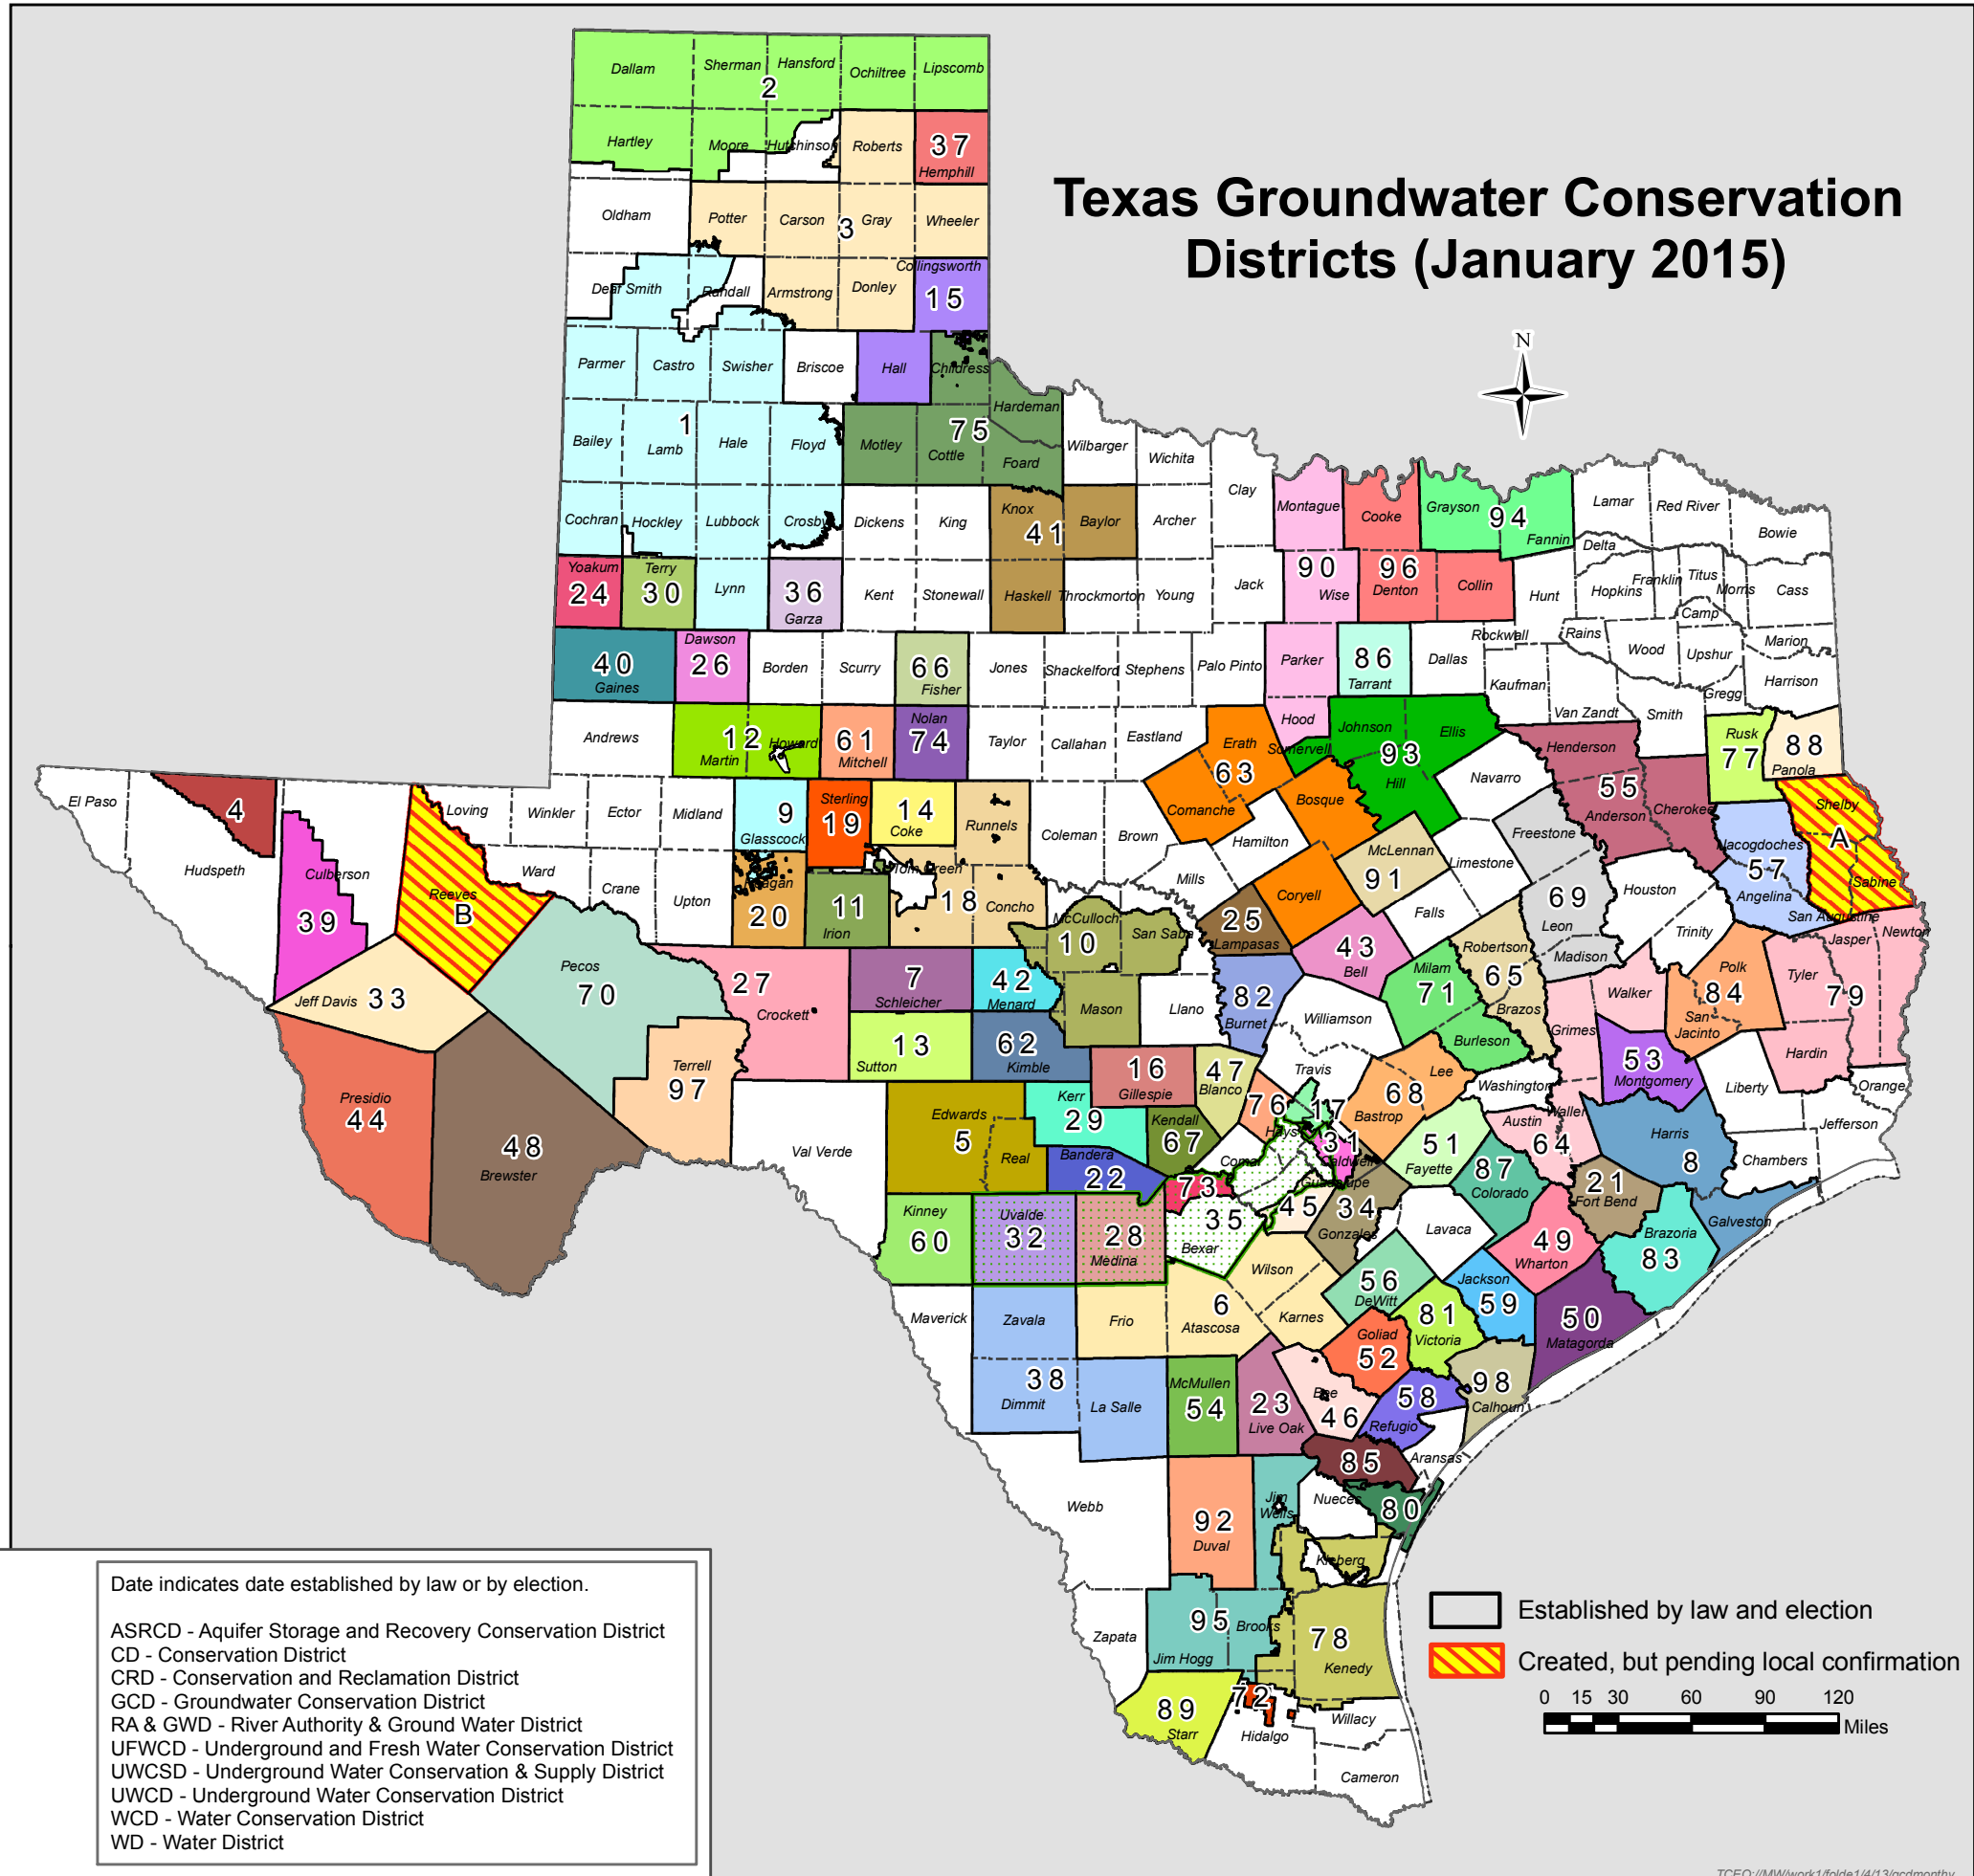 Texas Groundwater Conservation
Districts (January 2015)
N
Dallam
Sherman
Hansford
Ochiltree
Lipscomb
2
Hartley
Moore
Hutchinson
Roberts
37
Hemphill
Oldham
Potter
Carson
3
Gray
Wheeler
Deaf Smith
Randall
Armstrong
Donley
Collingsworth
15
Parmer
Castro
Swisher
Briscoe
Hall
Childress
Bailey
1
Lamb
Hale
Floyd
Motley
75
Cottle
Hardeman
Foard
Wilbarger
Wichita
Clay
Montague
Cooke
Grayson
94
Fannin
Lamar
Red River
Bowie
Cochran
Hockley
Lubbock
Crosby
Dickens
King
Knox
41
Baylor
Archer
Delta
Yoakum
24
Terry
30
Lynn
36
Garza
Kent
Stonewall
Haskell
Throckmorton
Young
Jack
90
Wise
96
Denton
Collin
Hunt
Hopkins
Franklin
Titus
Morris
Cass
Camp
40
Gaines
Dawson
26
Borden
Scurry
66
Fisher
Jones
Shackelford
Stephens
Palo Pinto
Parker
86
Tarrant
Dallas
Rockwall
Rains
Wood
Upshur
Marion
Kaufman
Gregg
Harrison
Andrews
12
Martin
Howard
61
Mitchell
Nolan
74
Taylor
Callahan
Eastland
Erath
63
Hood
Somervell
Johnson
93
Ellis
Hill
Van Zandt
Smith
Henderson
Rusk
77
88
Panola
El Paso
4
Hudspeth
39
Culberson
Reeves
B
Loving
Winkler
Ector
Midland
9
Glasscock
Sterling
19
14
Coke
Runnels
Coleman
Brown
Comanche
Hamilton
Bosque
Navarro
55
Anderson
Cherokee
Shelby
A
Sabine
Ward
Crane
Upton
Reagan
20
11
Irion
Tom Green
18
Concho
McCulloch
10
San Saba
Mills
25
Lampasas
Coryell
McLennan
91
Limestone
Freestone
69
Leon
Houston
Nacogdoches
57
Angelina
San Augustine
Falls
43
Bell
Robertson
65
Madison
Trinity
Jasper
Newton
Jeff Davis
33
Pecos
70
27
Crockett
7
Schleicher
42
Menard
Mason
Llano
82
Burnet
Williamson
Milam
71
Brazos
Burleson
Grimes
Walker
Polk
84
San
Jacinto
Tyler
79
Hardin
Presidio
44
48
Brewster
Terrell
97
13
Sutton
62
Kimble
16
Gillespie
47
Blanco
Travis
Lee
68
Bastrop
Washington
53
Montgomery
Liberty
Orange
Val Verde
Edwards
5
Real
Kerr
29
Kendall
67
76
Hays
17
31
Caldwell
Bandera
22
Comal
51
Fayette
Austin
Waller
64
Harris
8
Chambers
Jefferson
Kinney
60
Uvalde
32
28
Medina
73
35
Bexar
Guadalupe
45
34
Gonzales
Lavaca
87
Colorado
21
Fort Bend
Brazoria
83
Galveston
49
Wharton
Maverick
Zavala
Frio
6
Atascosa
Wilson
Karnes
56
DeWitt
Jackson
59
81
Victoria
50
Matagorda
38
Dimmit
La Salle
McMullen
54
23
Live Oak
Bee
46
Goliad
52
58
Refugio
98
Calhoun
Webb
92
Duval
Jim
Wells
Nueces
85
Aransas
80
Kleberg
Zapata
95
Jim Hogg
Brooks
78
Kenedy
89
Starr
72
Hidalgo
Willacy
Cameron
Date indicates date established by law or by election.
ASRCD - Aquifer Storage and Recovery Conservation District
CD - Conservation District
CRD - Conservation and Reclamation District
GCD - Groundwater Conservation District
RA & GWD - River Authority & Ground Water District
UFWCD - Underground and Fresh Water Conservation District
UWCSD - Underground Water Conservation & Supply District
UWCD - Underground Water Conservation District
WCD - Water Conservation District
WD - Water District
Established by law and election
Created, but pending local confirmation
0 15 30 60 90 120
Miles